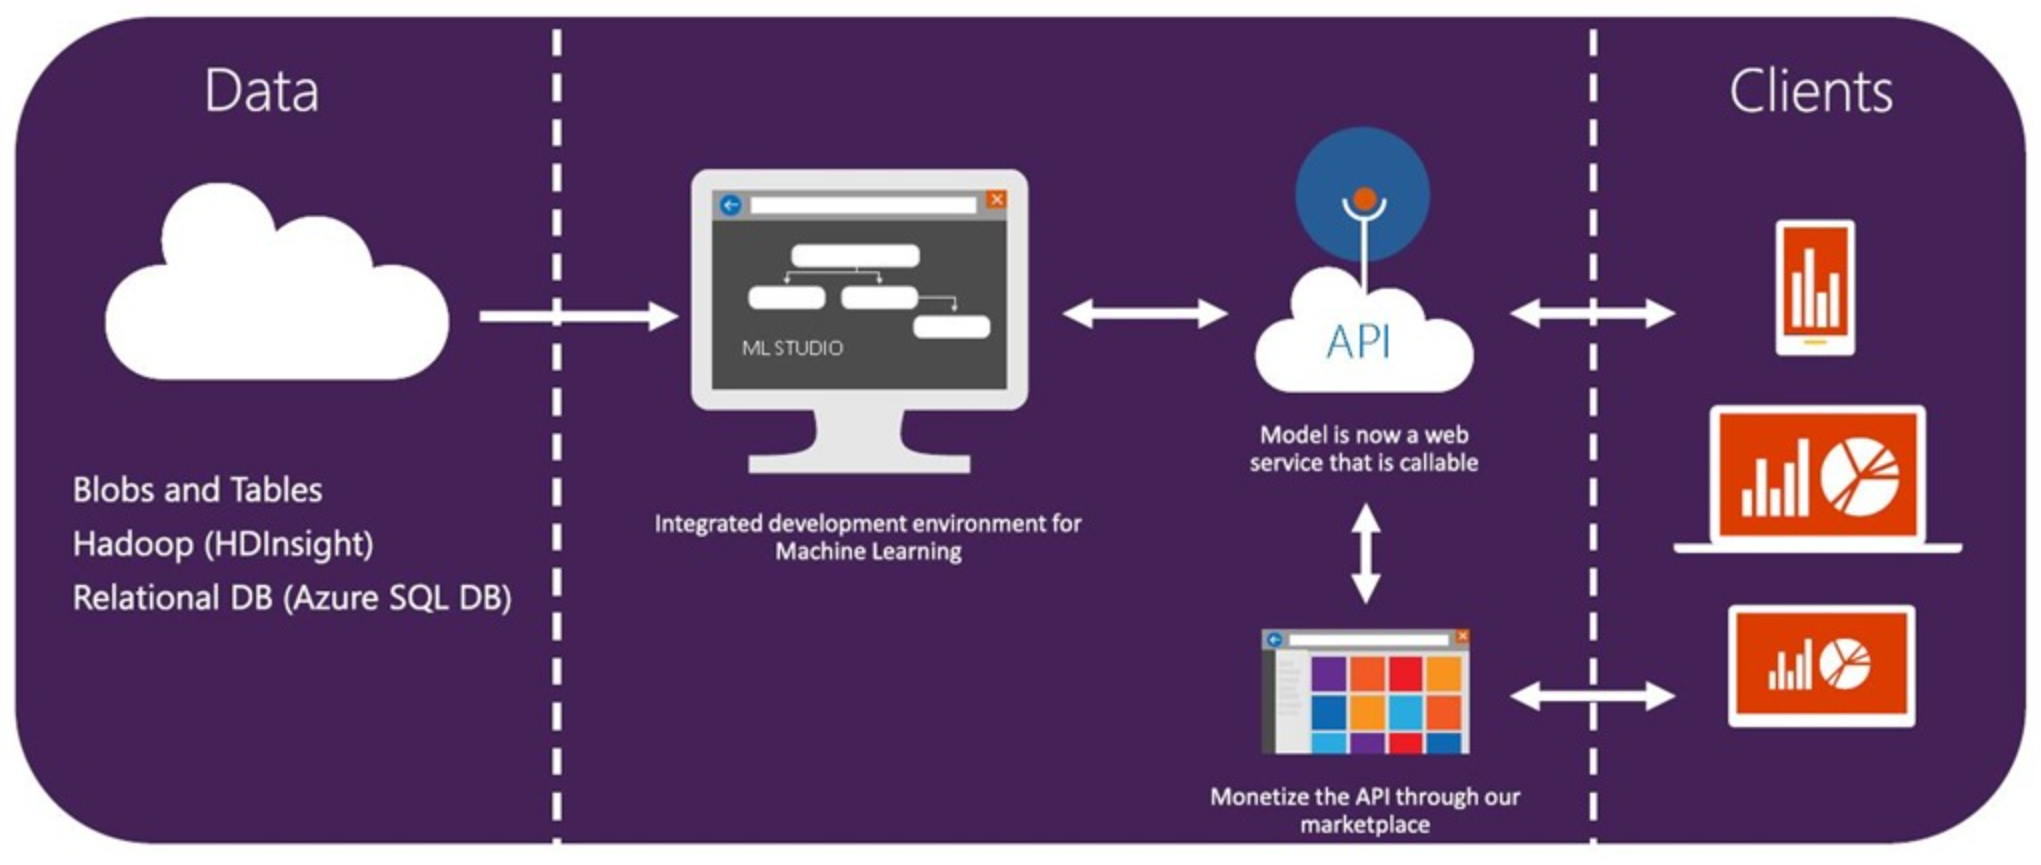 Data
Clients
ML STUDIO
API
Model is now a web
service that is callable
Blobs and Tables
Hadoop (HDInsight)
Relational DB (Azure SQL DB)
Integrated development environment for
Machine Learning
Monetize the API through our
marketplace